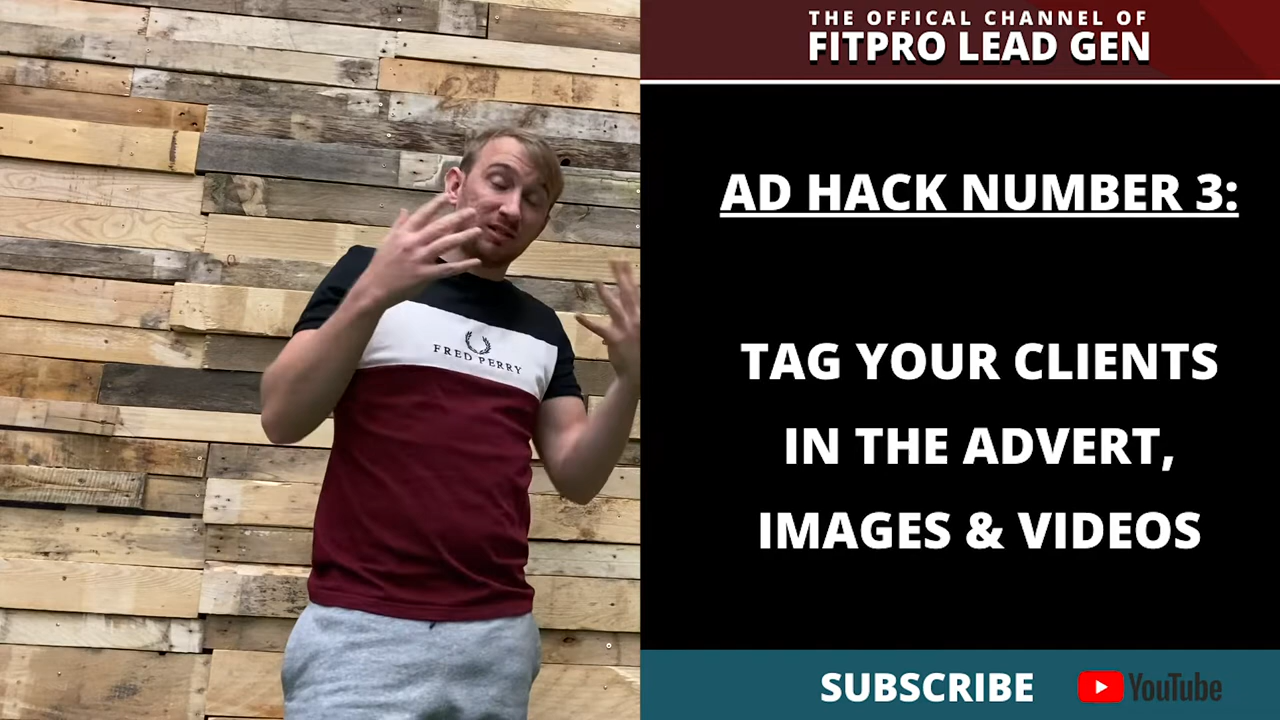 THE OFFICAL CHANNEL OF
FITPRO LEAD GEN
AD HACK NUMBER 3:
TAG YOUR CLIENTS
IN THE ADVERT,
IMAGES & VIDEOS
FRED PERRY
SUBSCRIBE YouTube